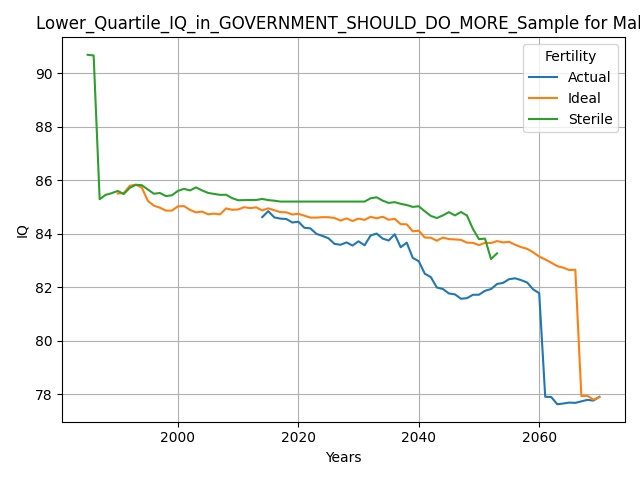 Lower_Quartile_IQ_in_GOVERNMENT_SHOULD_DO_MORE_Sample for Mal
Fertility
Actual
Ideal
Sterile
90
88
86
84
82
80
78
IQ
2000
2020
2040
2060
Years